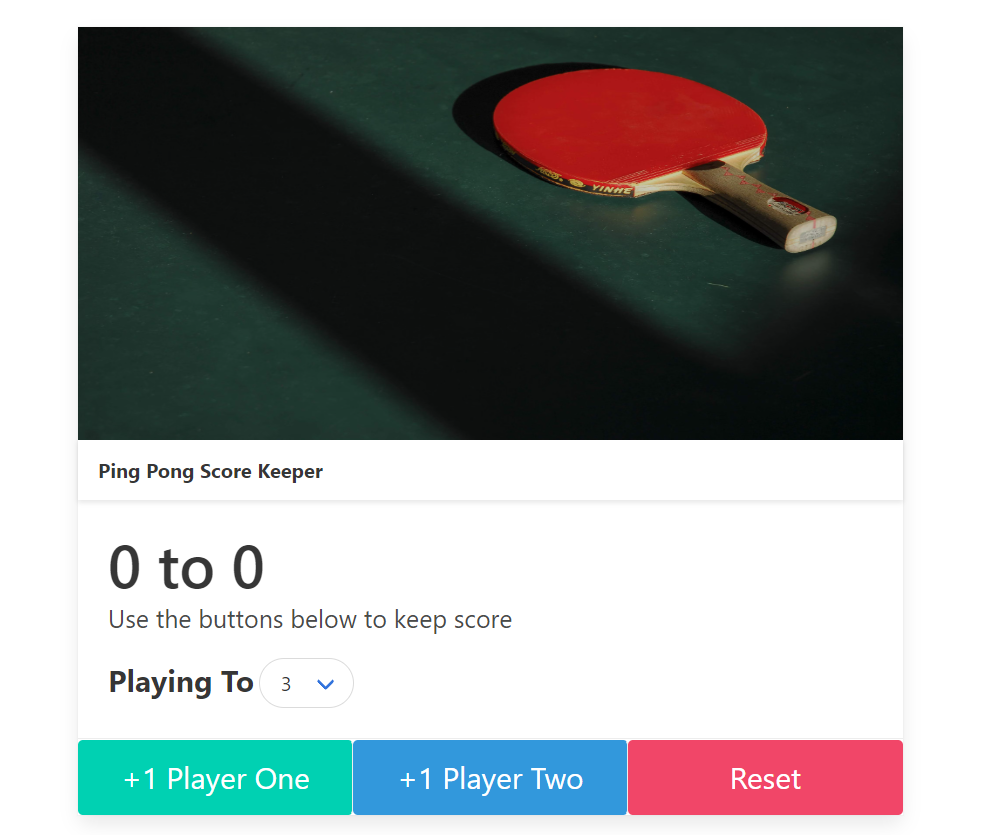 YINHE
Ping Pong Score Keeper
0 to 0
Use the buttons below to keep score
Playing To 3
+1 Player One
+1 Player Two
Reset